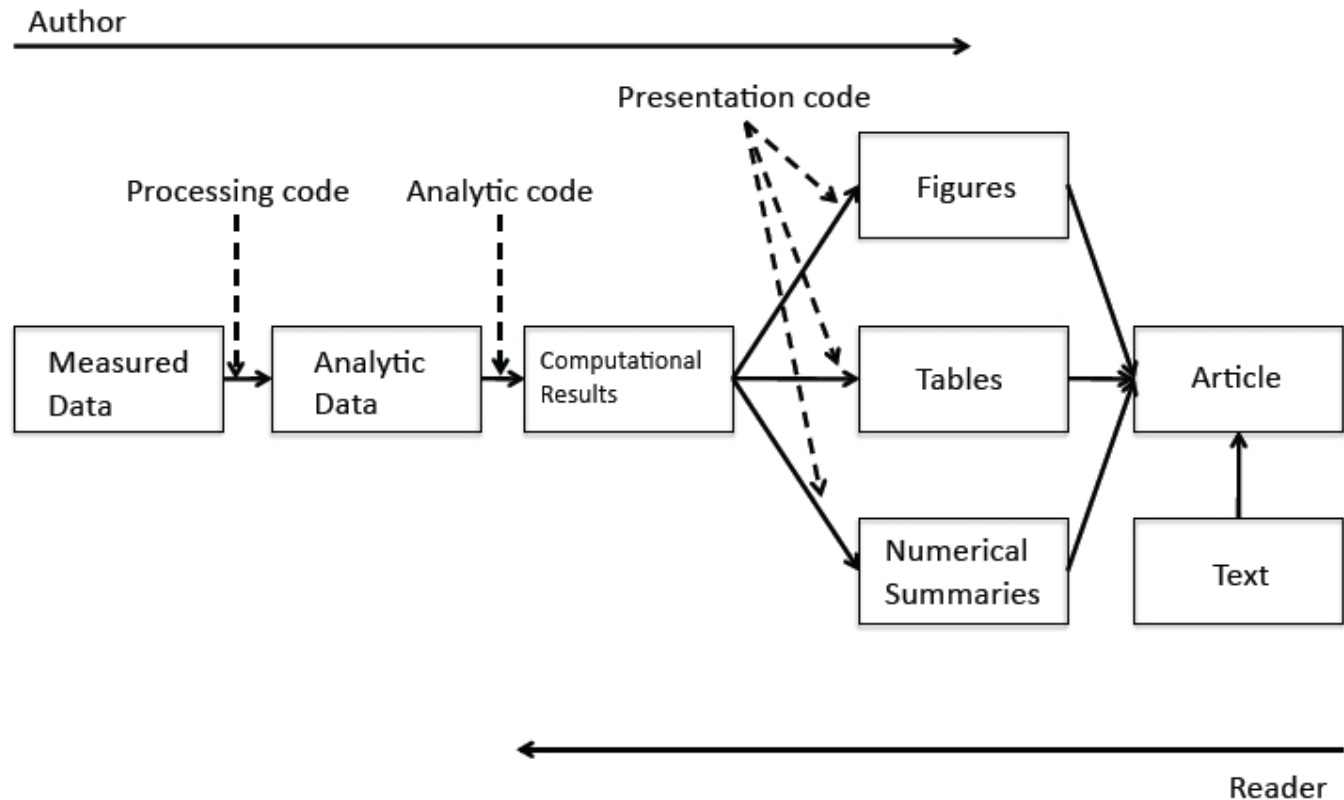 Author
Presentation code
Processing code
Analytic code
Figures
Measured
Data
Analytic
Data
Computational
Results
Tables
Article
Numerical
Summaries
Text
Reader